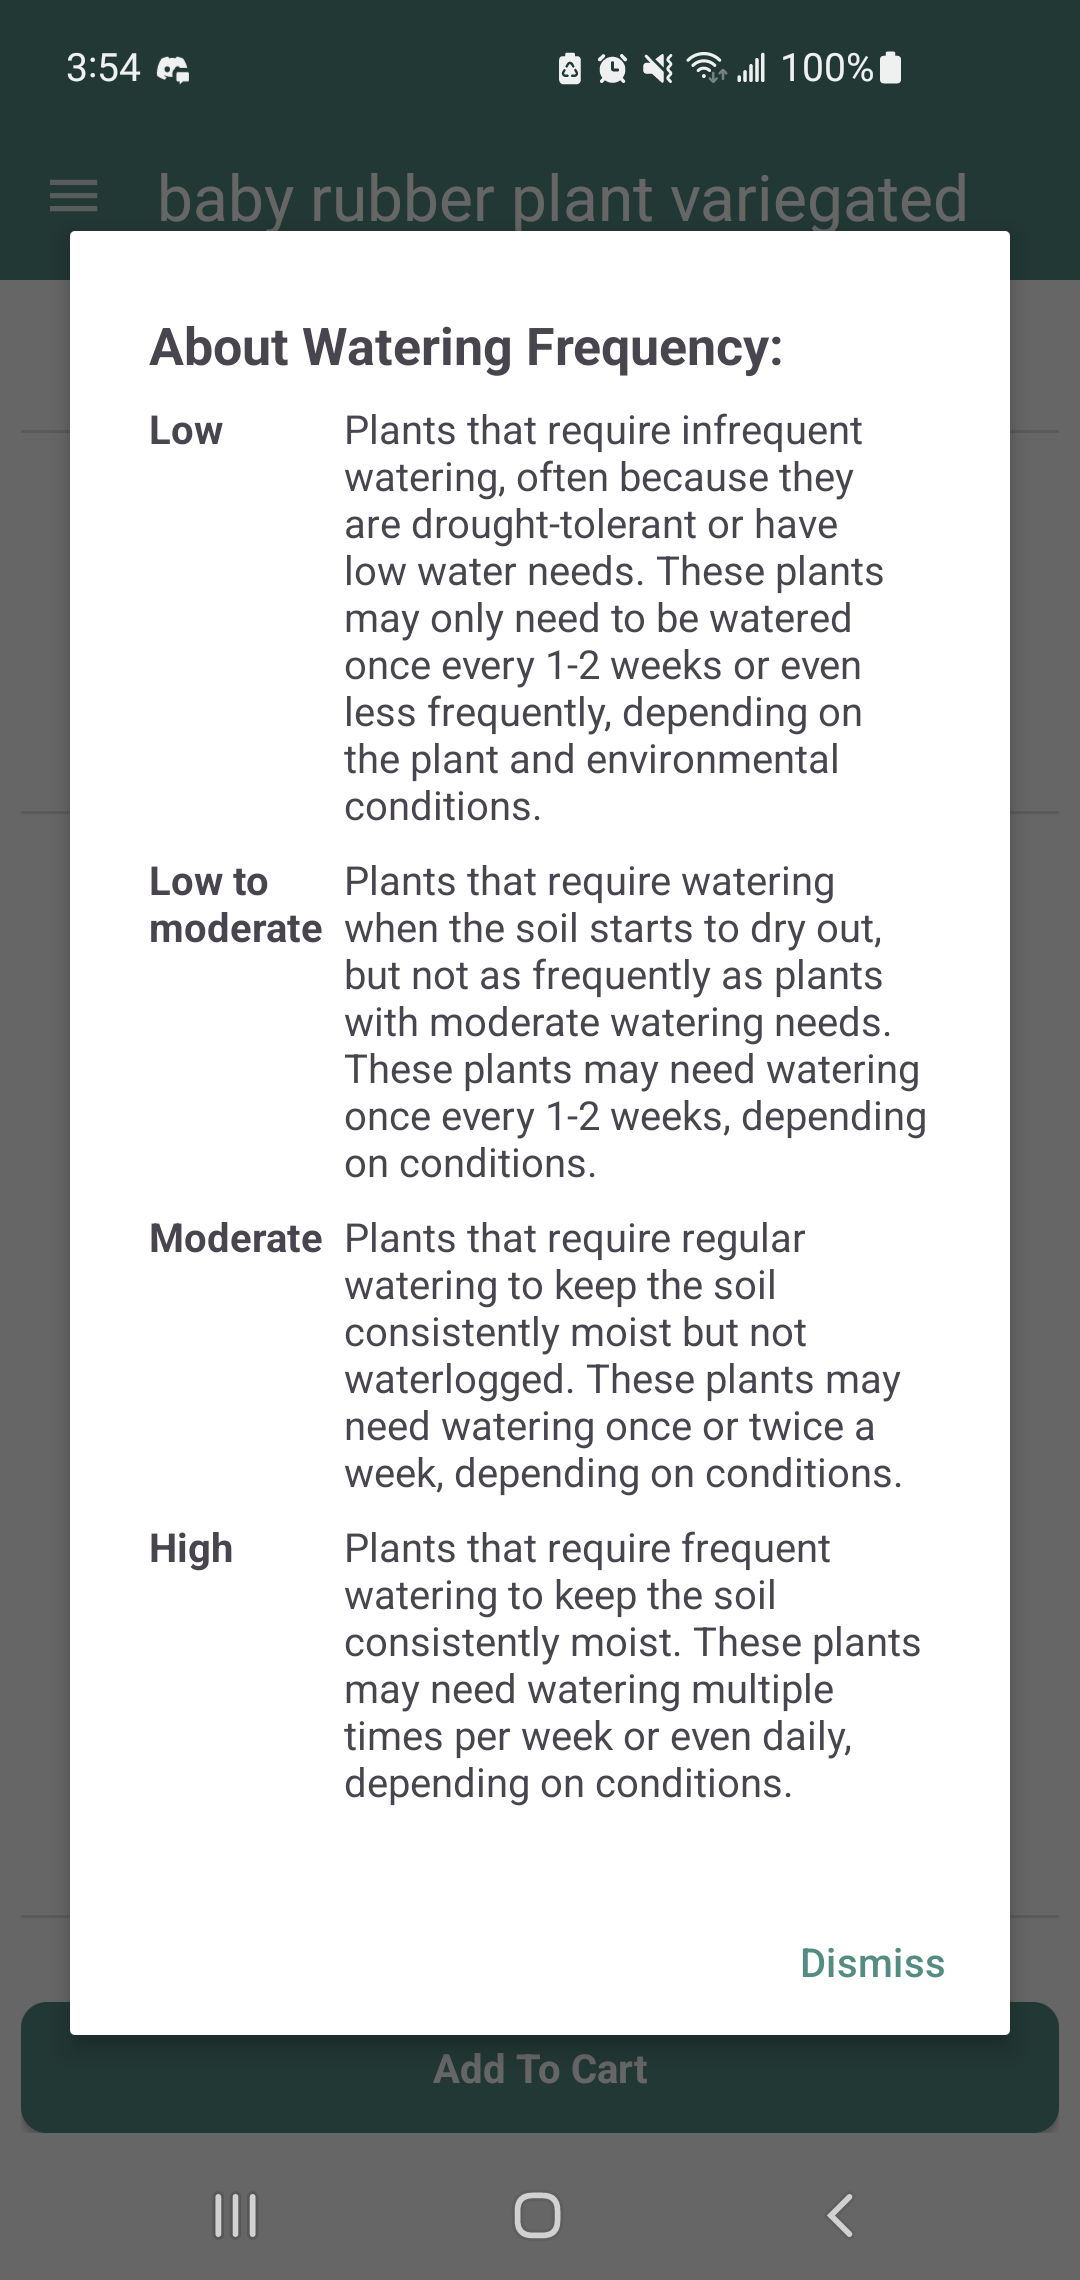 3:54
100%
baby rubber plant variegated
About Watering Frequency:
Low
Plants that require infrequent
watering, often because they
are drought-tolerant or have
low water needs. These plants
may only need to be watered
once every 1-2 weeks or even
less frequently, depending on
the plant and environmental
conditions.
Low to
moderate
Plants that require watering
when the soil starts to dry out,
but not as frequently as plants
with moderate watering needs.
These plants may need watering
once every 1-2 weeks, depending
on conditions.
Moderate
Plants that require regular
watering to keep the soil
consistently moist but not
waterlogged. These plants may
need watering once or twice a
week, depending on conditions.
High
Plants that require frequent
watering to keep the soil
consistently moist. These plants
may need watering multiple
times per week or even daily,
depending on conditions.
Dismiss
Add To Cart